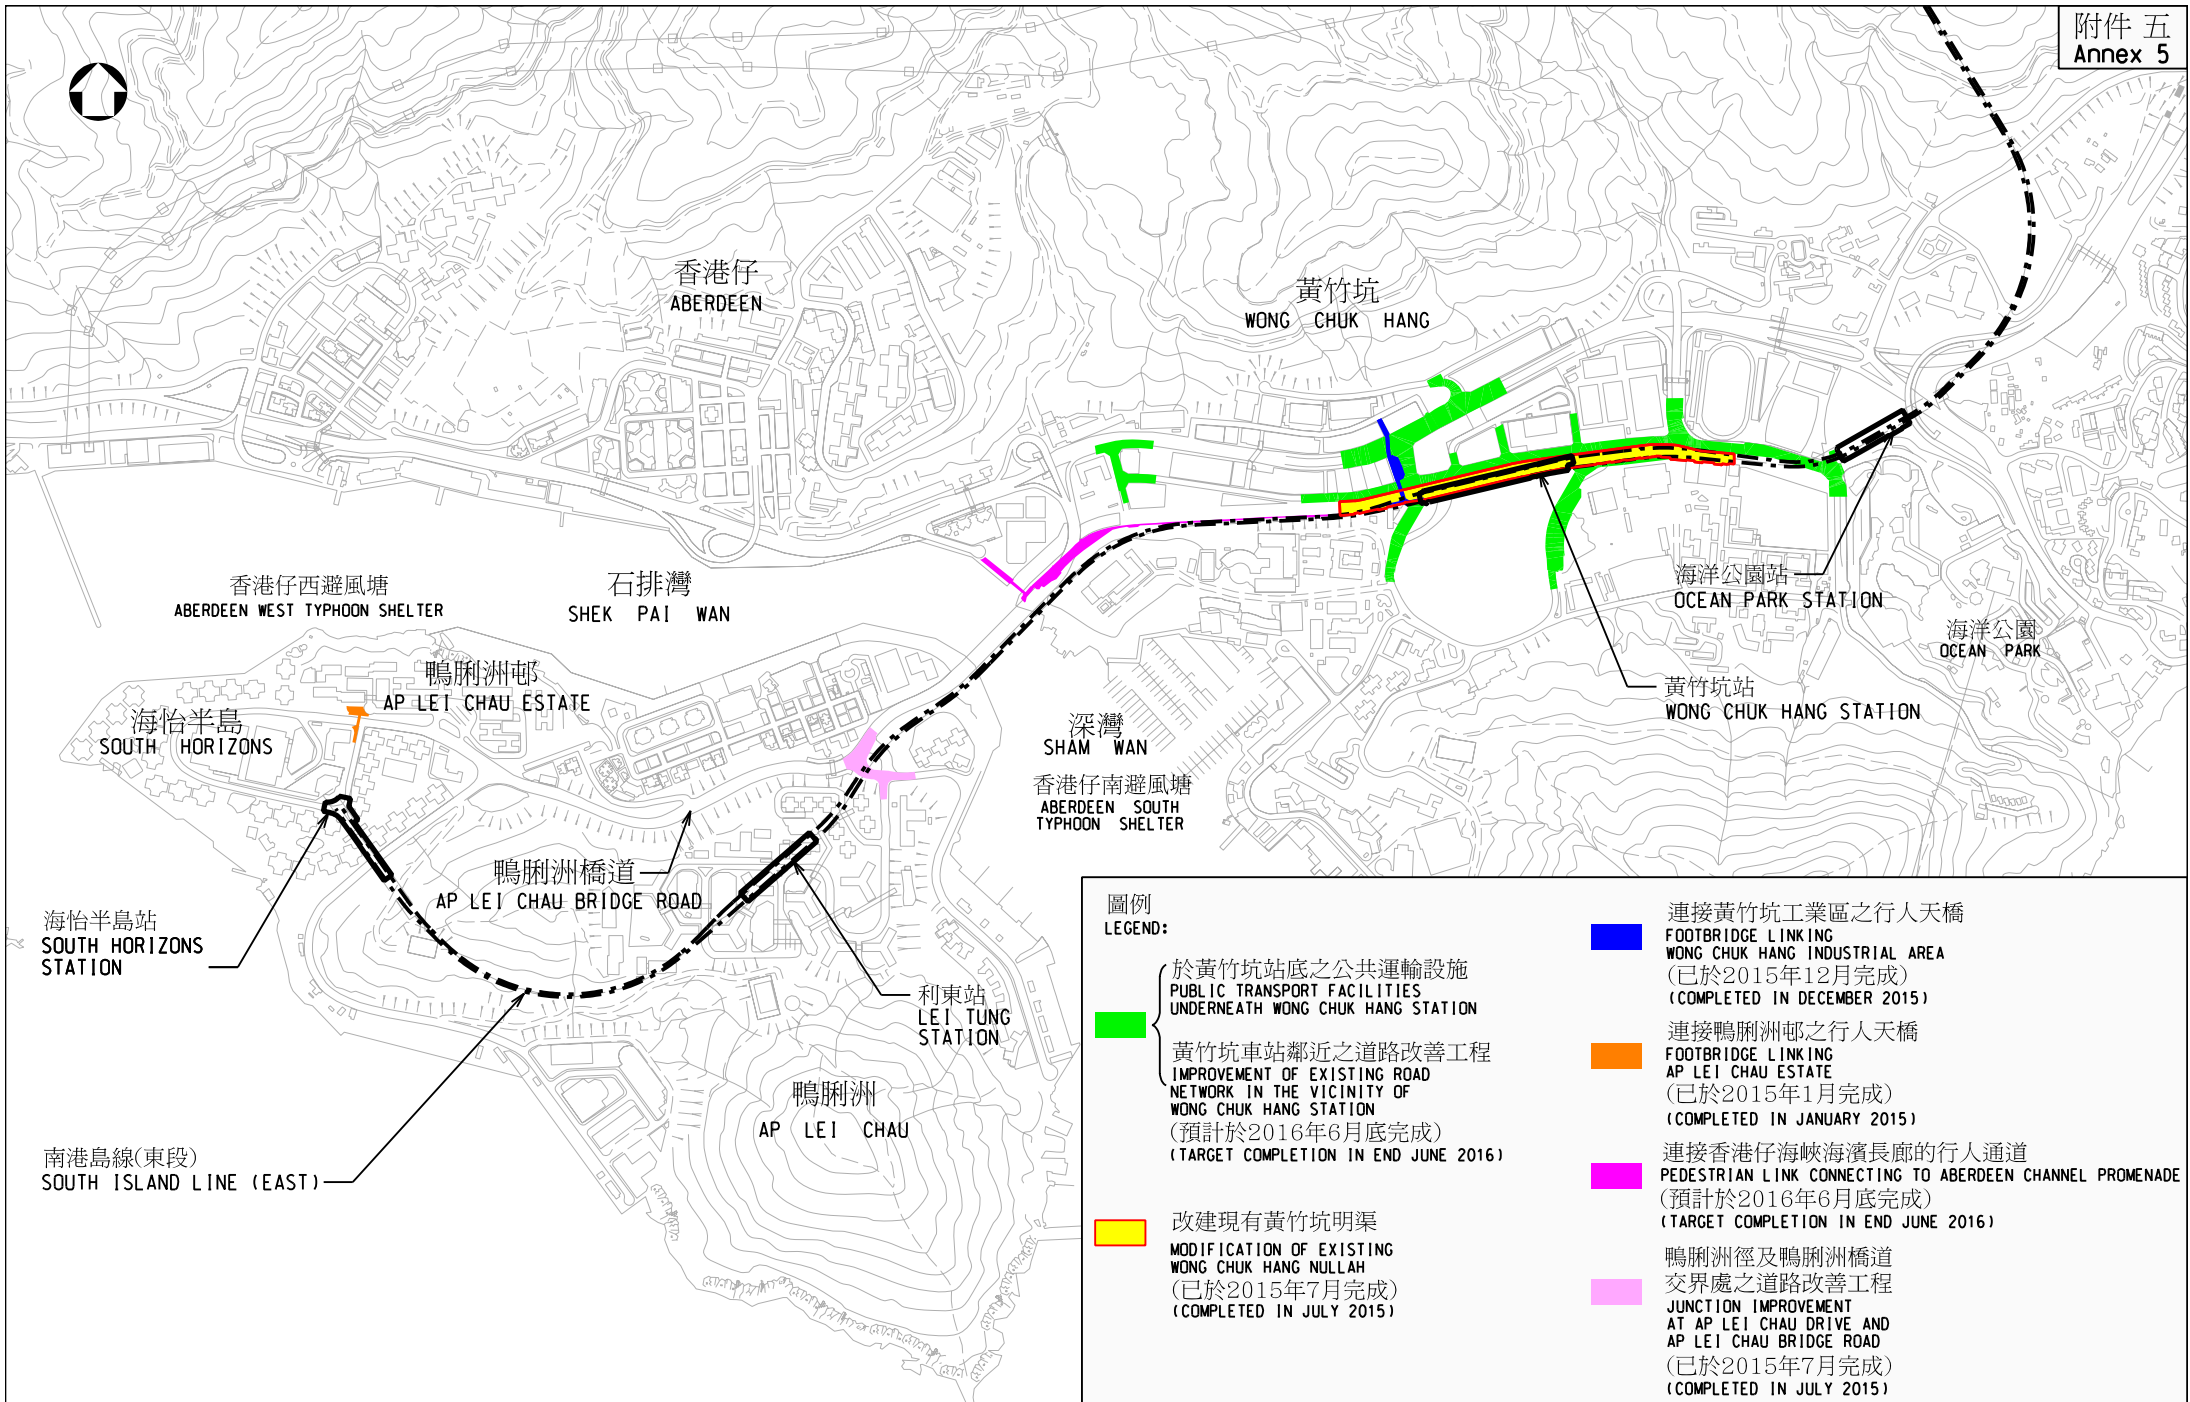 附件 五
Annex 5
香港仔
ABERDEEN
黃竹坑
WONG CHUK HANG
香港仔西避風塘
ABERDEEN WEST TYPHOON SHELTER
石排灣
SHEK PAI WAN
海洋公園站
OCEAN PARK STATION
海洋公園
OCEAN PARK
鴨脷洲邨
AP LEI CHAU ESTATE
海怡半島
SOUTH HORIZONS
黃竹坑站
WONG CHUK HANG STATION
深灣
SHAM WAN
香港仔南避風塘
ABERDEEN SOUTH
TYPHOON SHELTER
鴨脷洲橋道
AP LEI CHAU BRIDGE ROAD
海怡半島站
SOUTH HORIZONS
STATION
利東站
LEI TUNG
STATION
鴨脷洲
AP LEI CHAU
南港島線(東段)
SOUTH ISLAND LINE (EAST)
圖例
LEGEND:
於黃竹坑站底之公共運輸設施
PUBLIC TRANSPORT FACILITIES
UNDERNEATH WONG CHUK HANG STATION
黃竹坑車站鄰近之道路改善工程
IMPROVEMENT OF EXISTING ROAD
NETWORK IN THE VICINITY OF
WONG CHUK HANG STATION
(預計於2016年6月底完成)
(TARGET COMPLETION IN END JUNE 2016)
改建現有黃竹坑明渠
MODIFICATION OF EXISTING
WONG CHUK HANG NULLAH
(已於2015年7月完成)
(COMPLETED IN JULY 2015)
連接黃竹坑工業區之行人天橋
FOOTBRIDGE LINKING
WONG CHUK HANG INDUSTRIAL AREA
(已於2015年12月完成)
(COMPLETED IN DECEMBER 2015)
連接鴨脷洲邨之行人天橋
FOOTBRIDGE LINKING
AP LEI CHAU ESTATE
(已於2015年1月完成)
(COMPLETED IN JANUARY 2015)
連接香港仔海峽海濱長廊的行人通道
PEDESTRIAN LINK CONNECTING TO ABERDEEN CHANNEL PROMENADE
(預計於2016年6月底完成)
(TARGET COMPLETION IN END JUNE 2016)
鴨脷洲徑及鴨脷洲橋道
交界處之道路改善工程
JUNCTION IMPROVEMENT
AT AP LEI CHAU DRIVE AND
AP LEI CHAU BRIDGE ROAD
(已於2015年7月完成)
(COMPLETED IN JULY 2015)